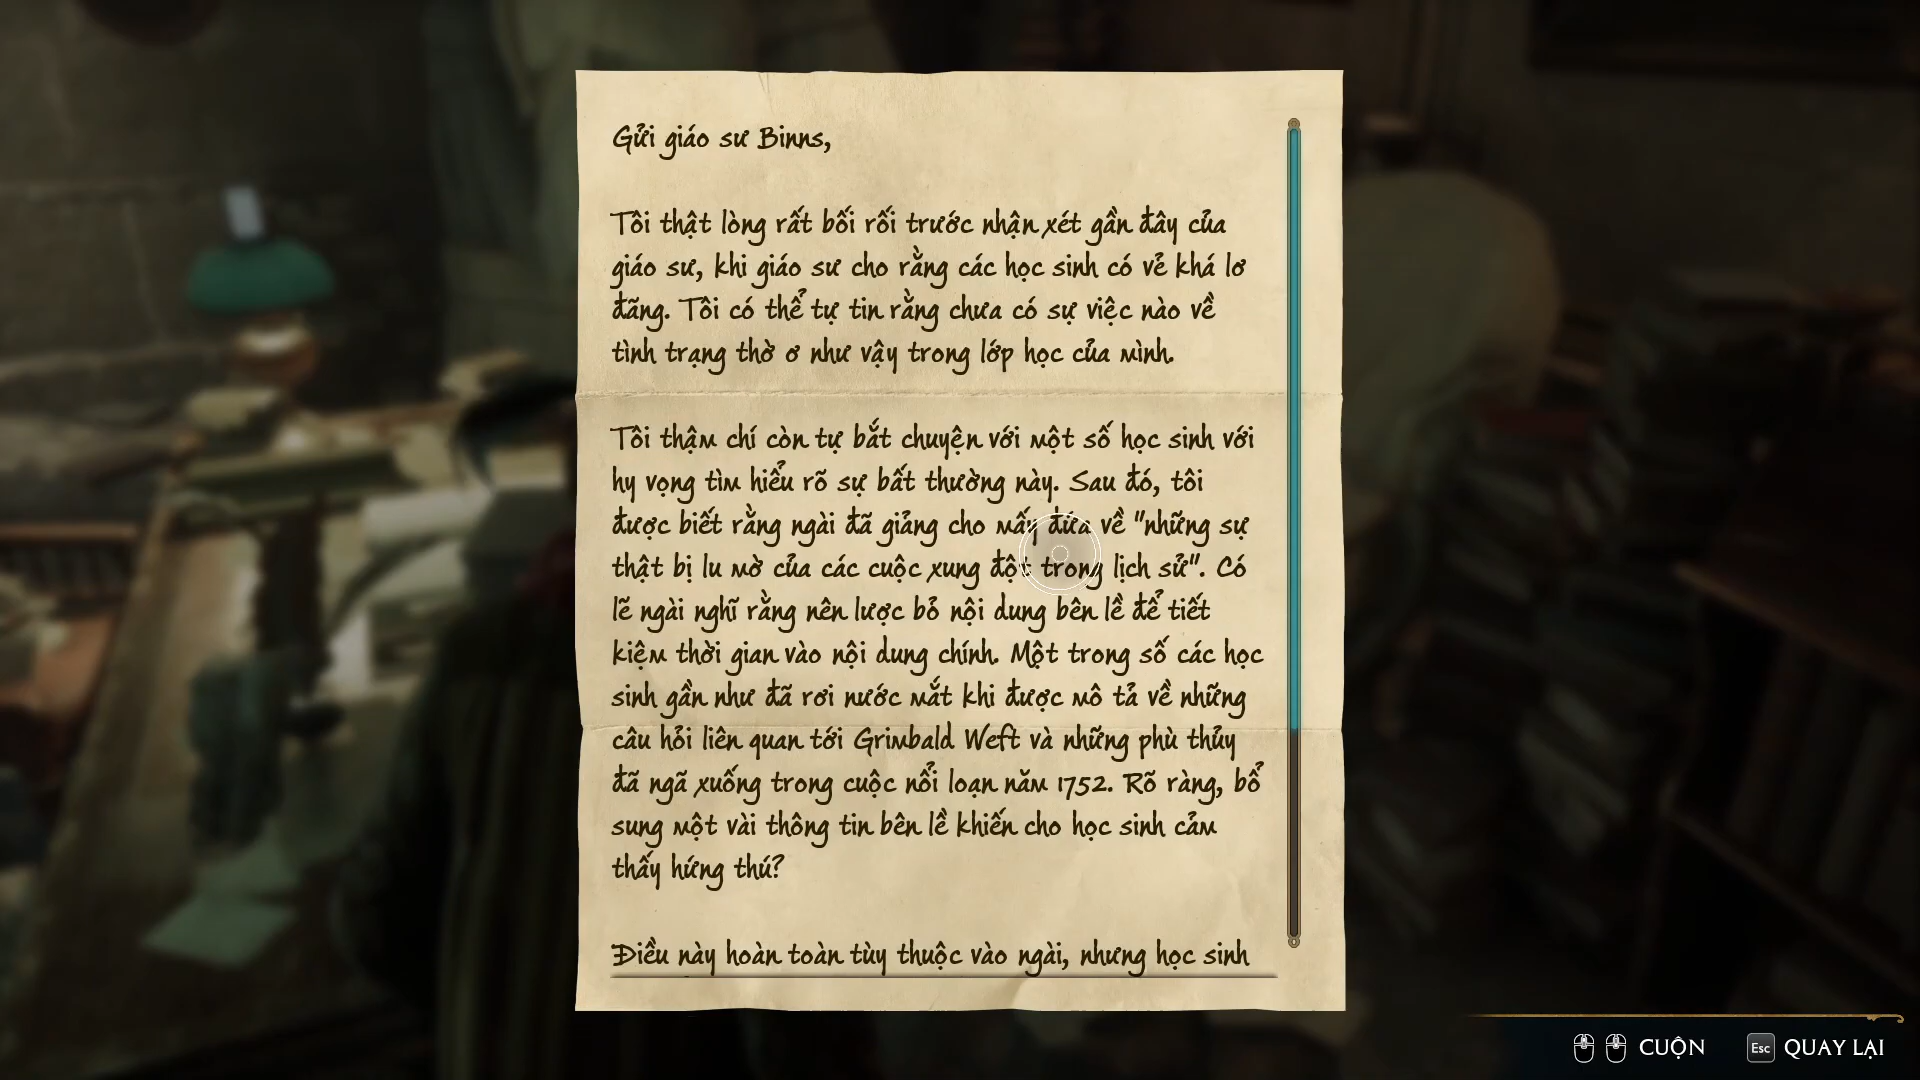 Gửi giáo sư Binns,
Tôi thật lòng rất bối rối trước nhận xét gần đây của
giáo sư, khi giáo sư cho rằng các học sinh có vẻ khá lơ
đãng. Tôi có thể tự tin rằng chưa có sự việc nào về
tình trạng thờ ơ như vậy trong lớp học của mình.
Tôi thậm chí còn tự bắt chuyện với một số học sinh với
hy vọng tìm hiểu rõ sự bất thường này. Sau đó, tôi
được biết rằng ngài đã giảng cho mấy đứa về "những sự
thật bị lu mờ của các cuộc xung đột trong lịch sử". Có
lẽ ngài nghĩ rằng nên lược bỏ nội dung bên lề để tiết
kiệm thời gian vào nội dung chính. Một trong số các học
sinh gần như đã rơi nước mắt khi được mô tả về những
câu hỏi liên quan tới Grimbald Weft và những phù thủy
đã ngã xuống trong cuộc nổi loạn năm 1752. Rõ ràng, bổ
sung một vài thông tin bên lề khiến cho học sinh cảm
thấy hứng thú?
Điều này hoàn toàn tùy thuộc vào ngài, nhưng học sinh
CUỘN
Esc QUAY LẠI